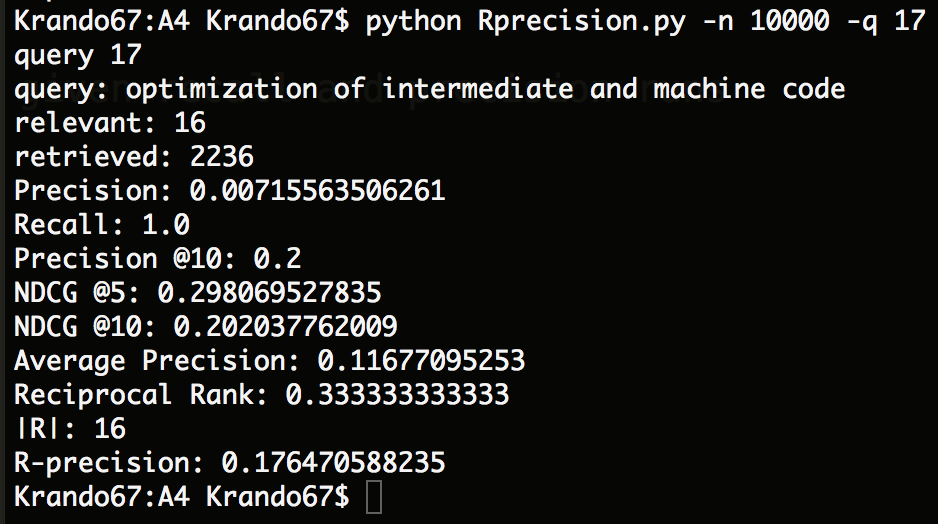 Krando67:A4 Krando67$ python Rprecision.py -n 10000 -q 17
query 17
query: optimization of intermediate and machine code
relevant: 16
retrieved: 2236
Precision: 0.00715563506261
Recall: 1.0
Precision @10: 0.2
NDCG @5: 0.298069527835
NDCG @10: 0.202037762009
Average Precision: 0.11677095253
Reciprocal Rank: 0.333333333333
|R|: 16
R-precision: 0.176470588235
Krando67:A4 Krando67$